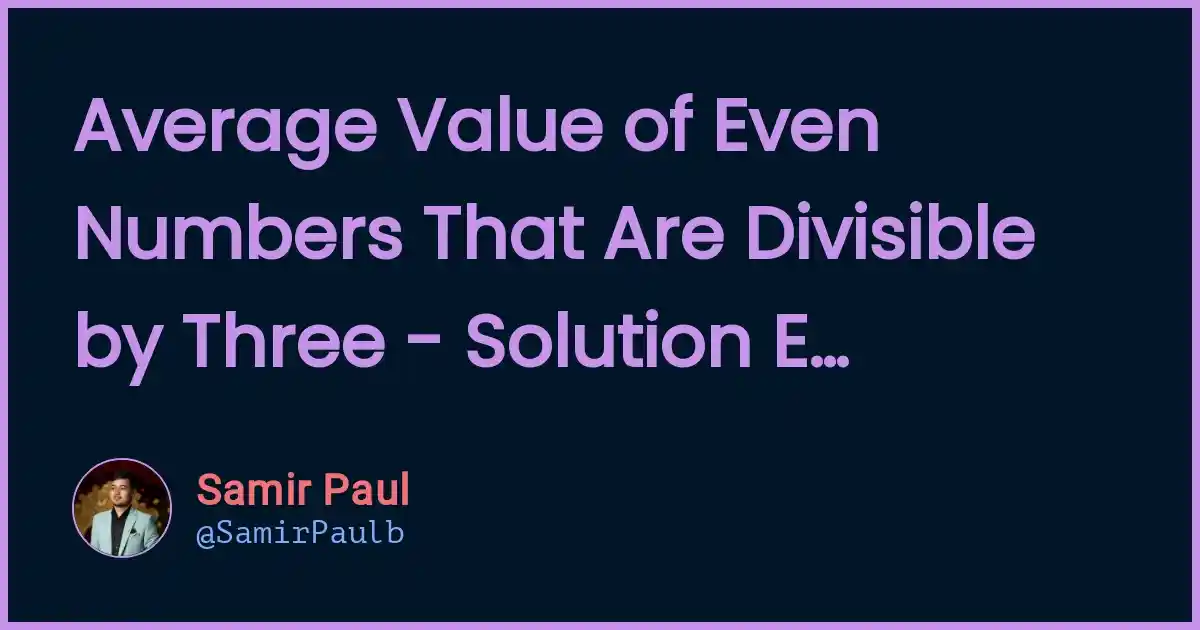 Average Value of Even
Numbers That Are Divisible
by Three - Solution E...
Samir Paul
@SamirPaulb